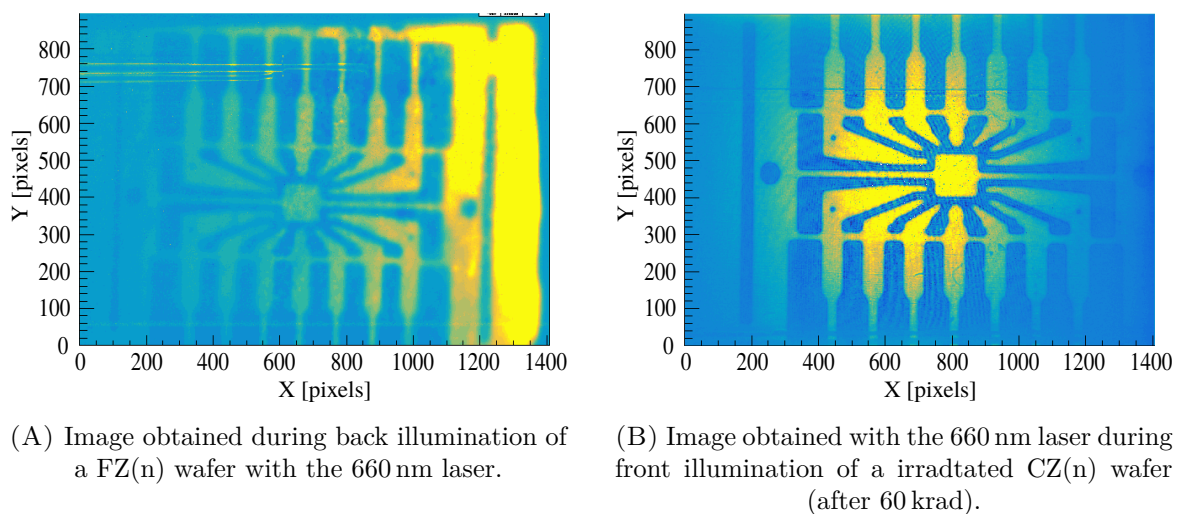 800
700
600
500
400
300
200
100
0
Y [pixels]
0 200 400 600 800 1000 1200 1400
X [pixels]
800
700
600
500
400
300
200
100
0
Y [pixels]
0 200 400 600 800 1000 1200 1400
X [pixels]
(A) Image obtained during back illumination of
a FZ(n) wafer with the 660 nm laser.
(B) Image obtained with the 660 nm laser during
front illumination of a irradtated CZ(n) wafer
(after 60 krad).